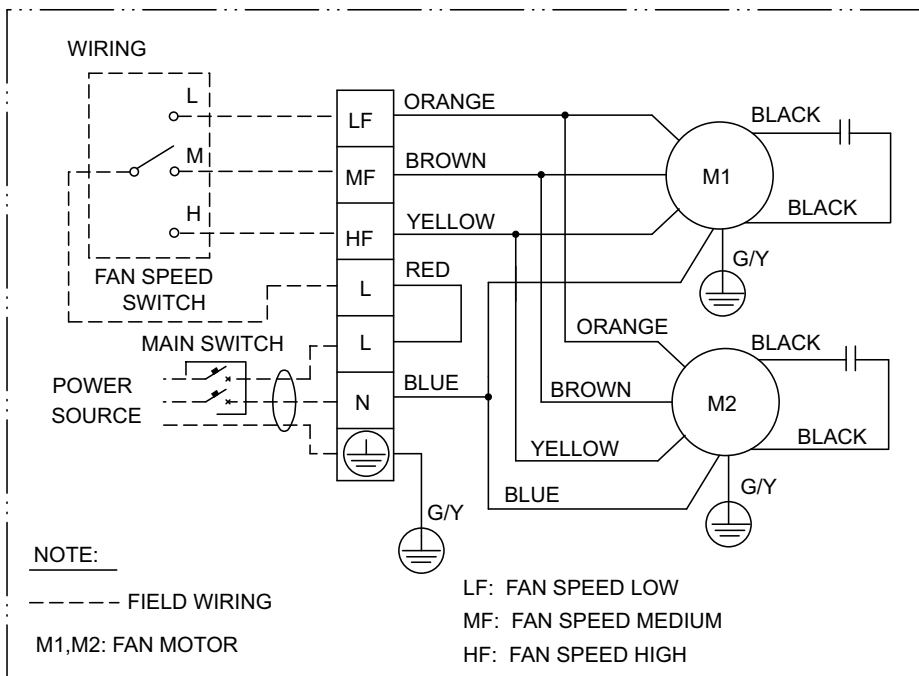 WIRING
L
M
H
FAN SPEED
SWITCH
MAIN SWITCH
POWER
SOURCE
LF
MF
HF
L
L
N
ORANGE
BROWN
YELLOW
RED
BLUE
G/Y
M1
BLACK
BLACK
G/Y
ORANGE
BROWN
YELLOW
BLUE
M2
BLACK
BLACK
G/Y
NOTE:
FIELD WIRING
M1,M2: FAN MOTOR
LF: FAN SPEED LOW
MF: FAN SPEED MEDIUM
HF: FAN SPEED HIGH